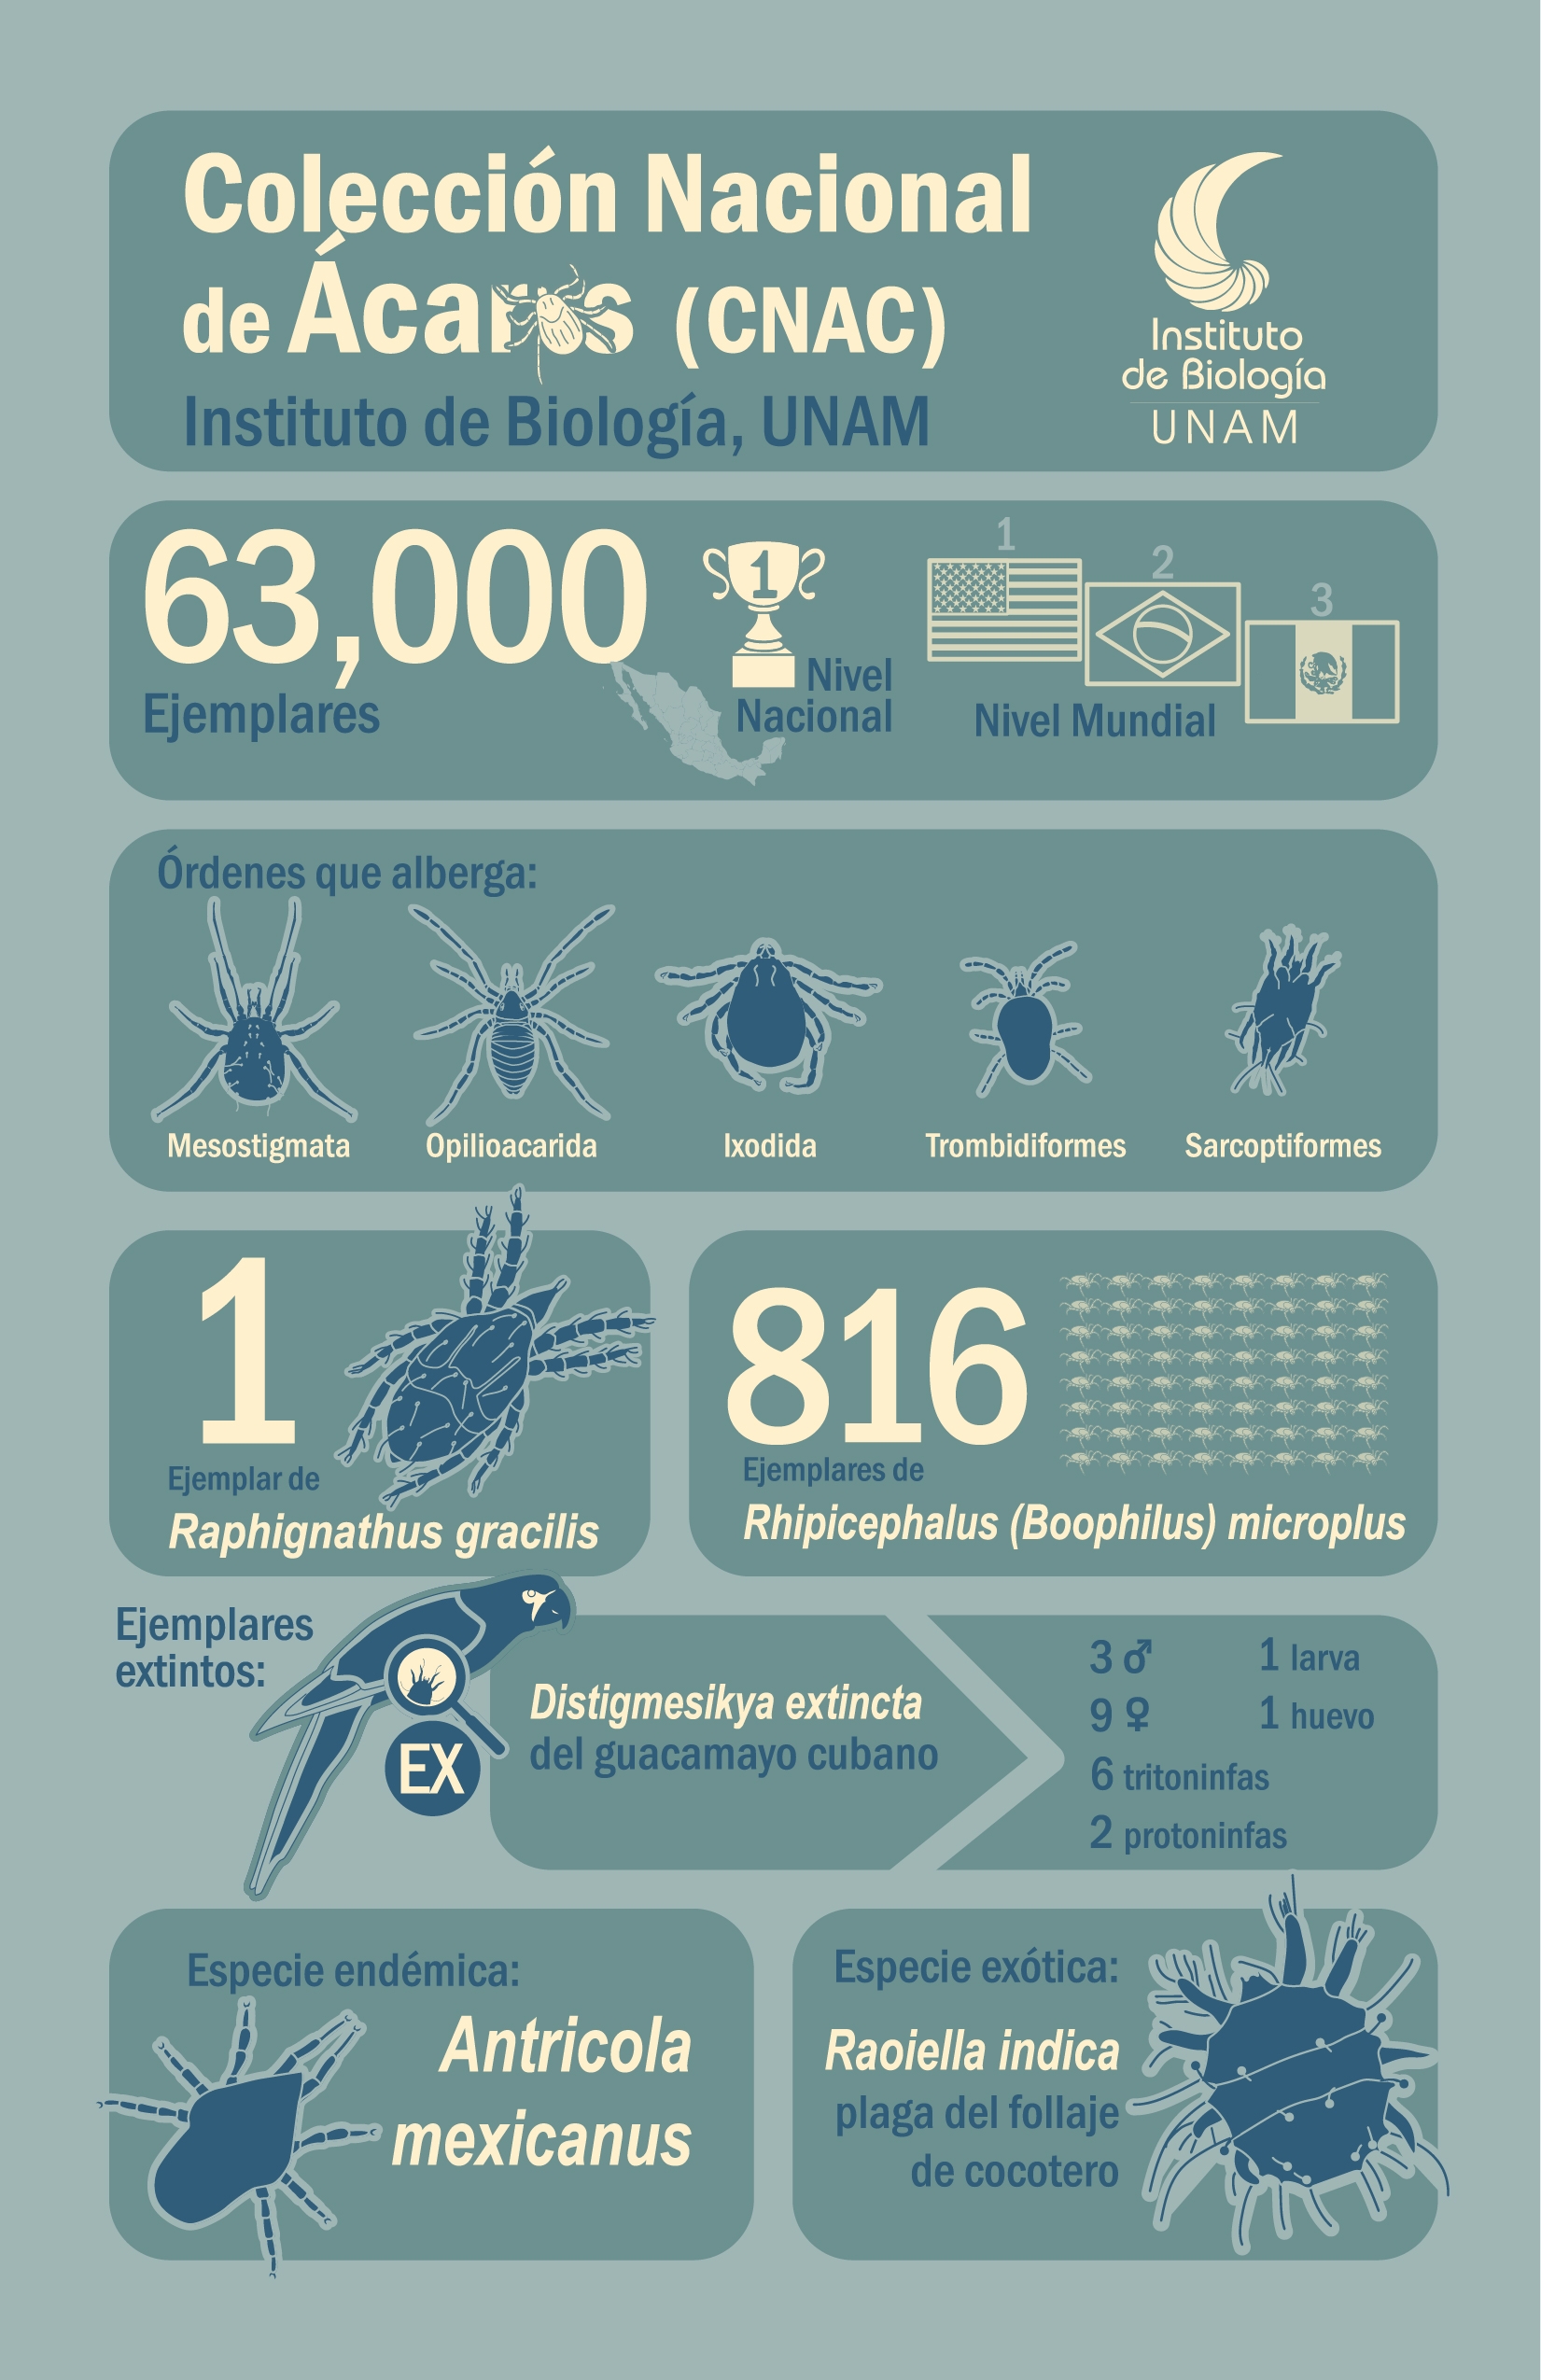 Colección Nacional
de Ácaros (CNAC)
Instituto de Biología, UNAM
Instituto
de Biología
UNAM
63,000
Ejemplares
1
Nivel
Nacional
1
2
3
Nivel Mundial
Órdenes que alberga:
Mesostigmata
Opilioacarida
Ixodida
Trombidiformes
Sarcoptiformes
1
Ejemplar de
Raphignathus gracilis
816
Ejemplares de
Rhipicephalus (Boophilus) microplus
Ejemplares
extintos:
EX
Distigmesikya extincta
del guacamayo cubano
3 ♂
9 ♀
6 tritoninfas
2 protoninfas
1 larva
1 huevo
Especie endémica:
Antricola
mexicanus
Especie exótica:
Raoiella indica
plaga del follaje
de cocotero